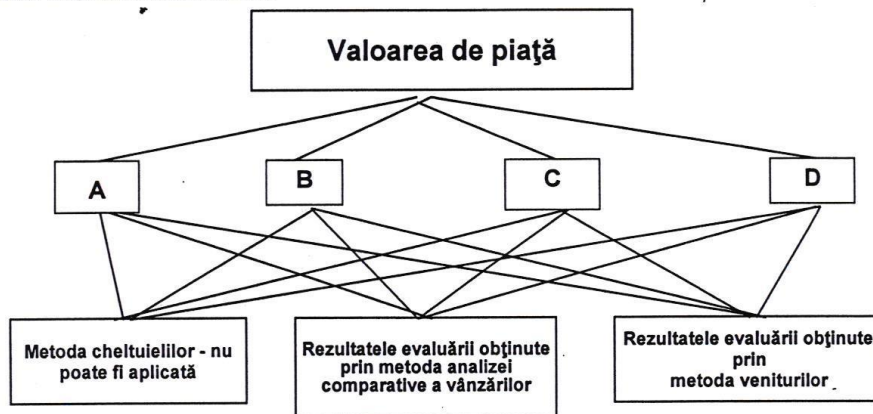 Valoarea de piaţă
A
B
C
D
Metoda cheltuielilor - nu
poate fi aplicată
Rezultatele evaluării obţinute
prin metoda analizei
comparative a vânzărilor
Rezultatele evaluării obţinute
prin
metoda veniturilor